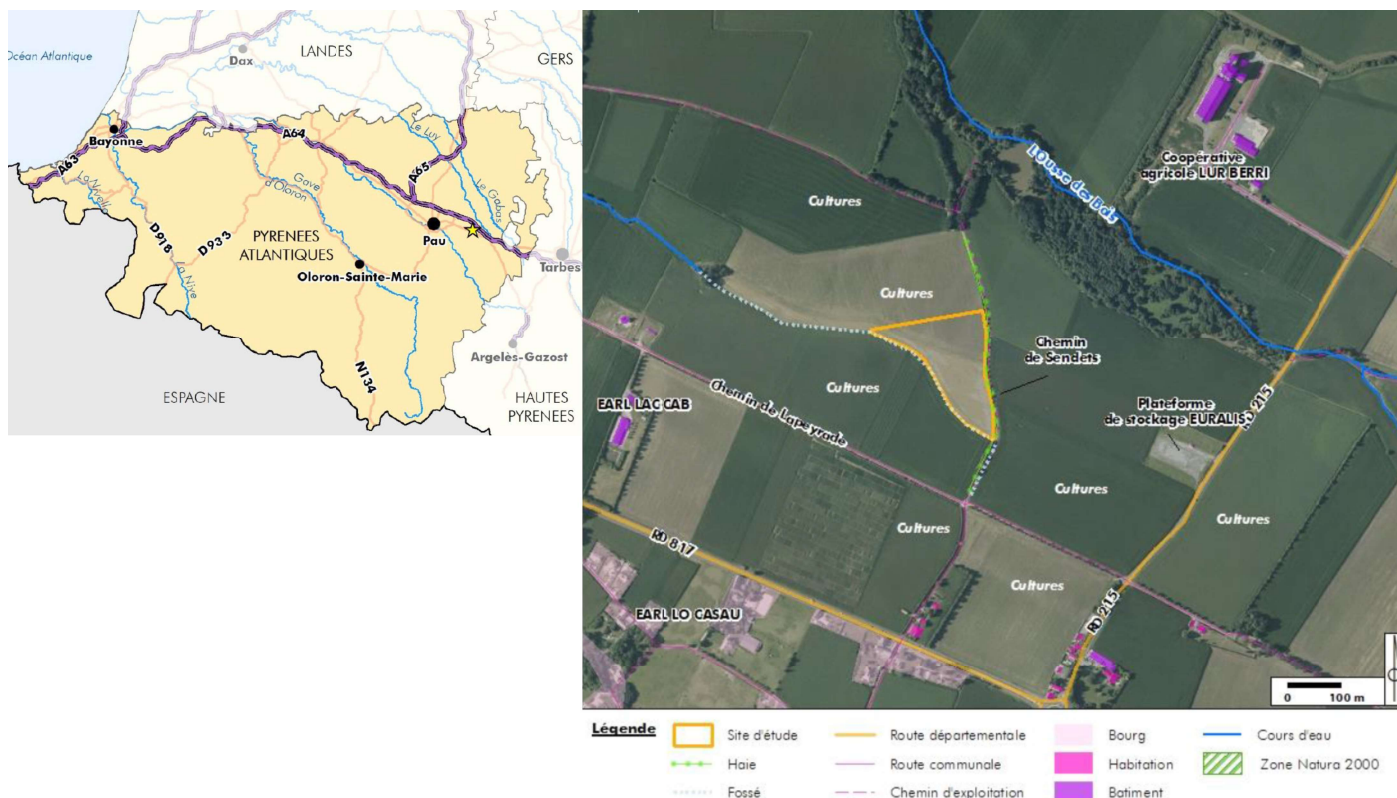 Océan Atlantique
LANDES
GERS
Dax
Bayonne
A63
A64
A65
Le Luy
Le Gabas
La Nivelle
Gave
d'Oloron
D918
D933
La Nive
PYRENEES
ATLANTIQUES
Pau
Tarbes
Oloron-Sainte-Marie
Argelès-Gazost
N134
ESPAGNE
HAUTES
PYRENEES
Coopérative
agricole LUR BERRI
L'Ousse des Bois
Cultures
Cultures
Chemin
de Sendets
Cultures
Chemin de Lapeyrade
EARL LAC CAB
Plateforme
de stockage EURALIS
RD 215
Cultures
Cultures
Cultures
RD 817
Cultures
EARL LO CASAU
RD 215
0 100 m
Légende
Site d'étude
Route départementale
Bourg
Cours d'eau
Haie
Route communale
Habitation
Zone Natura 2000
Fossé
Chemin d'exploitation
Batiment